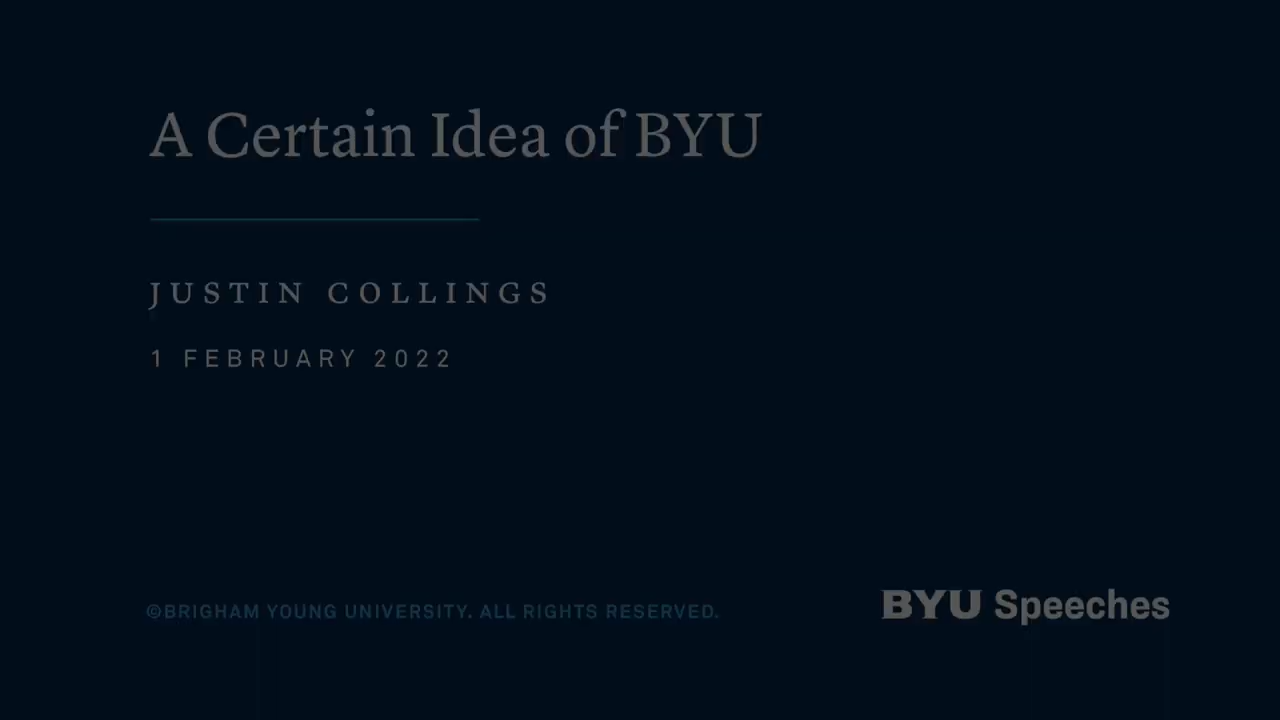 A Certain Idea of BYU
JUSTIN COLLINGS
1 FEBRUARY 2022
©BRIGHAM YOUNG UNIVERSITY. ALL RIGHTS RESERVED.
BYU Speeches